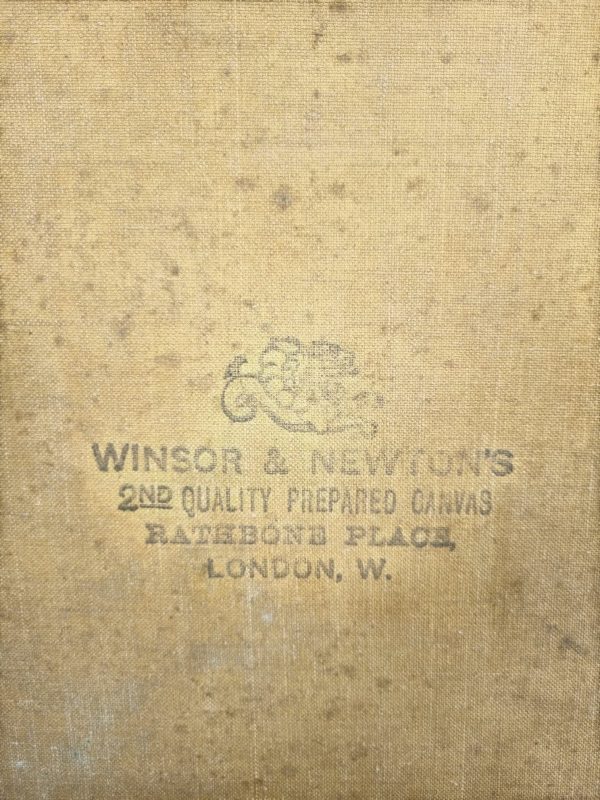 WINSOR & NEWTON'S
2ND QUALITY PREPARED CANVAS
RATHBONE PLACE,
LONDON, W.